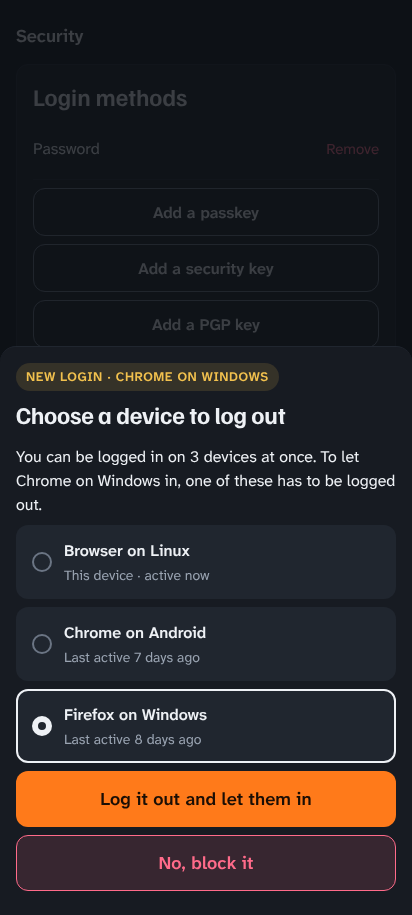 Security
Login methods
Password
Remove
Add a passkey
Add a security key
Add a PGP key
NEW LOGIN · CHROME ON WINDOWS
Choose a device to log out
You can be logged in on 3 devices at once. To let
Chrome on Windows in, one of these has to be logged
out.
Browser on Linux
This device · active now
Chrome on Android
Last active 7 days ago
Firefox on Windows
Last active 8 days ago
Log it out and let them in
No, block it